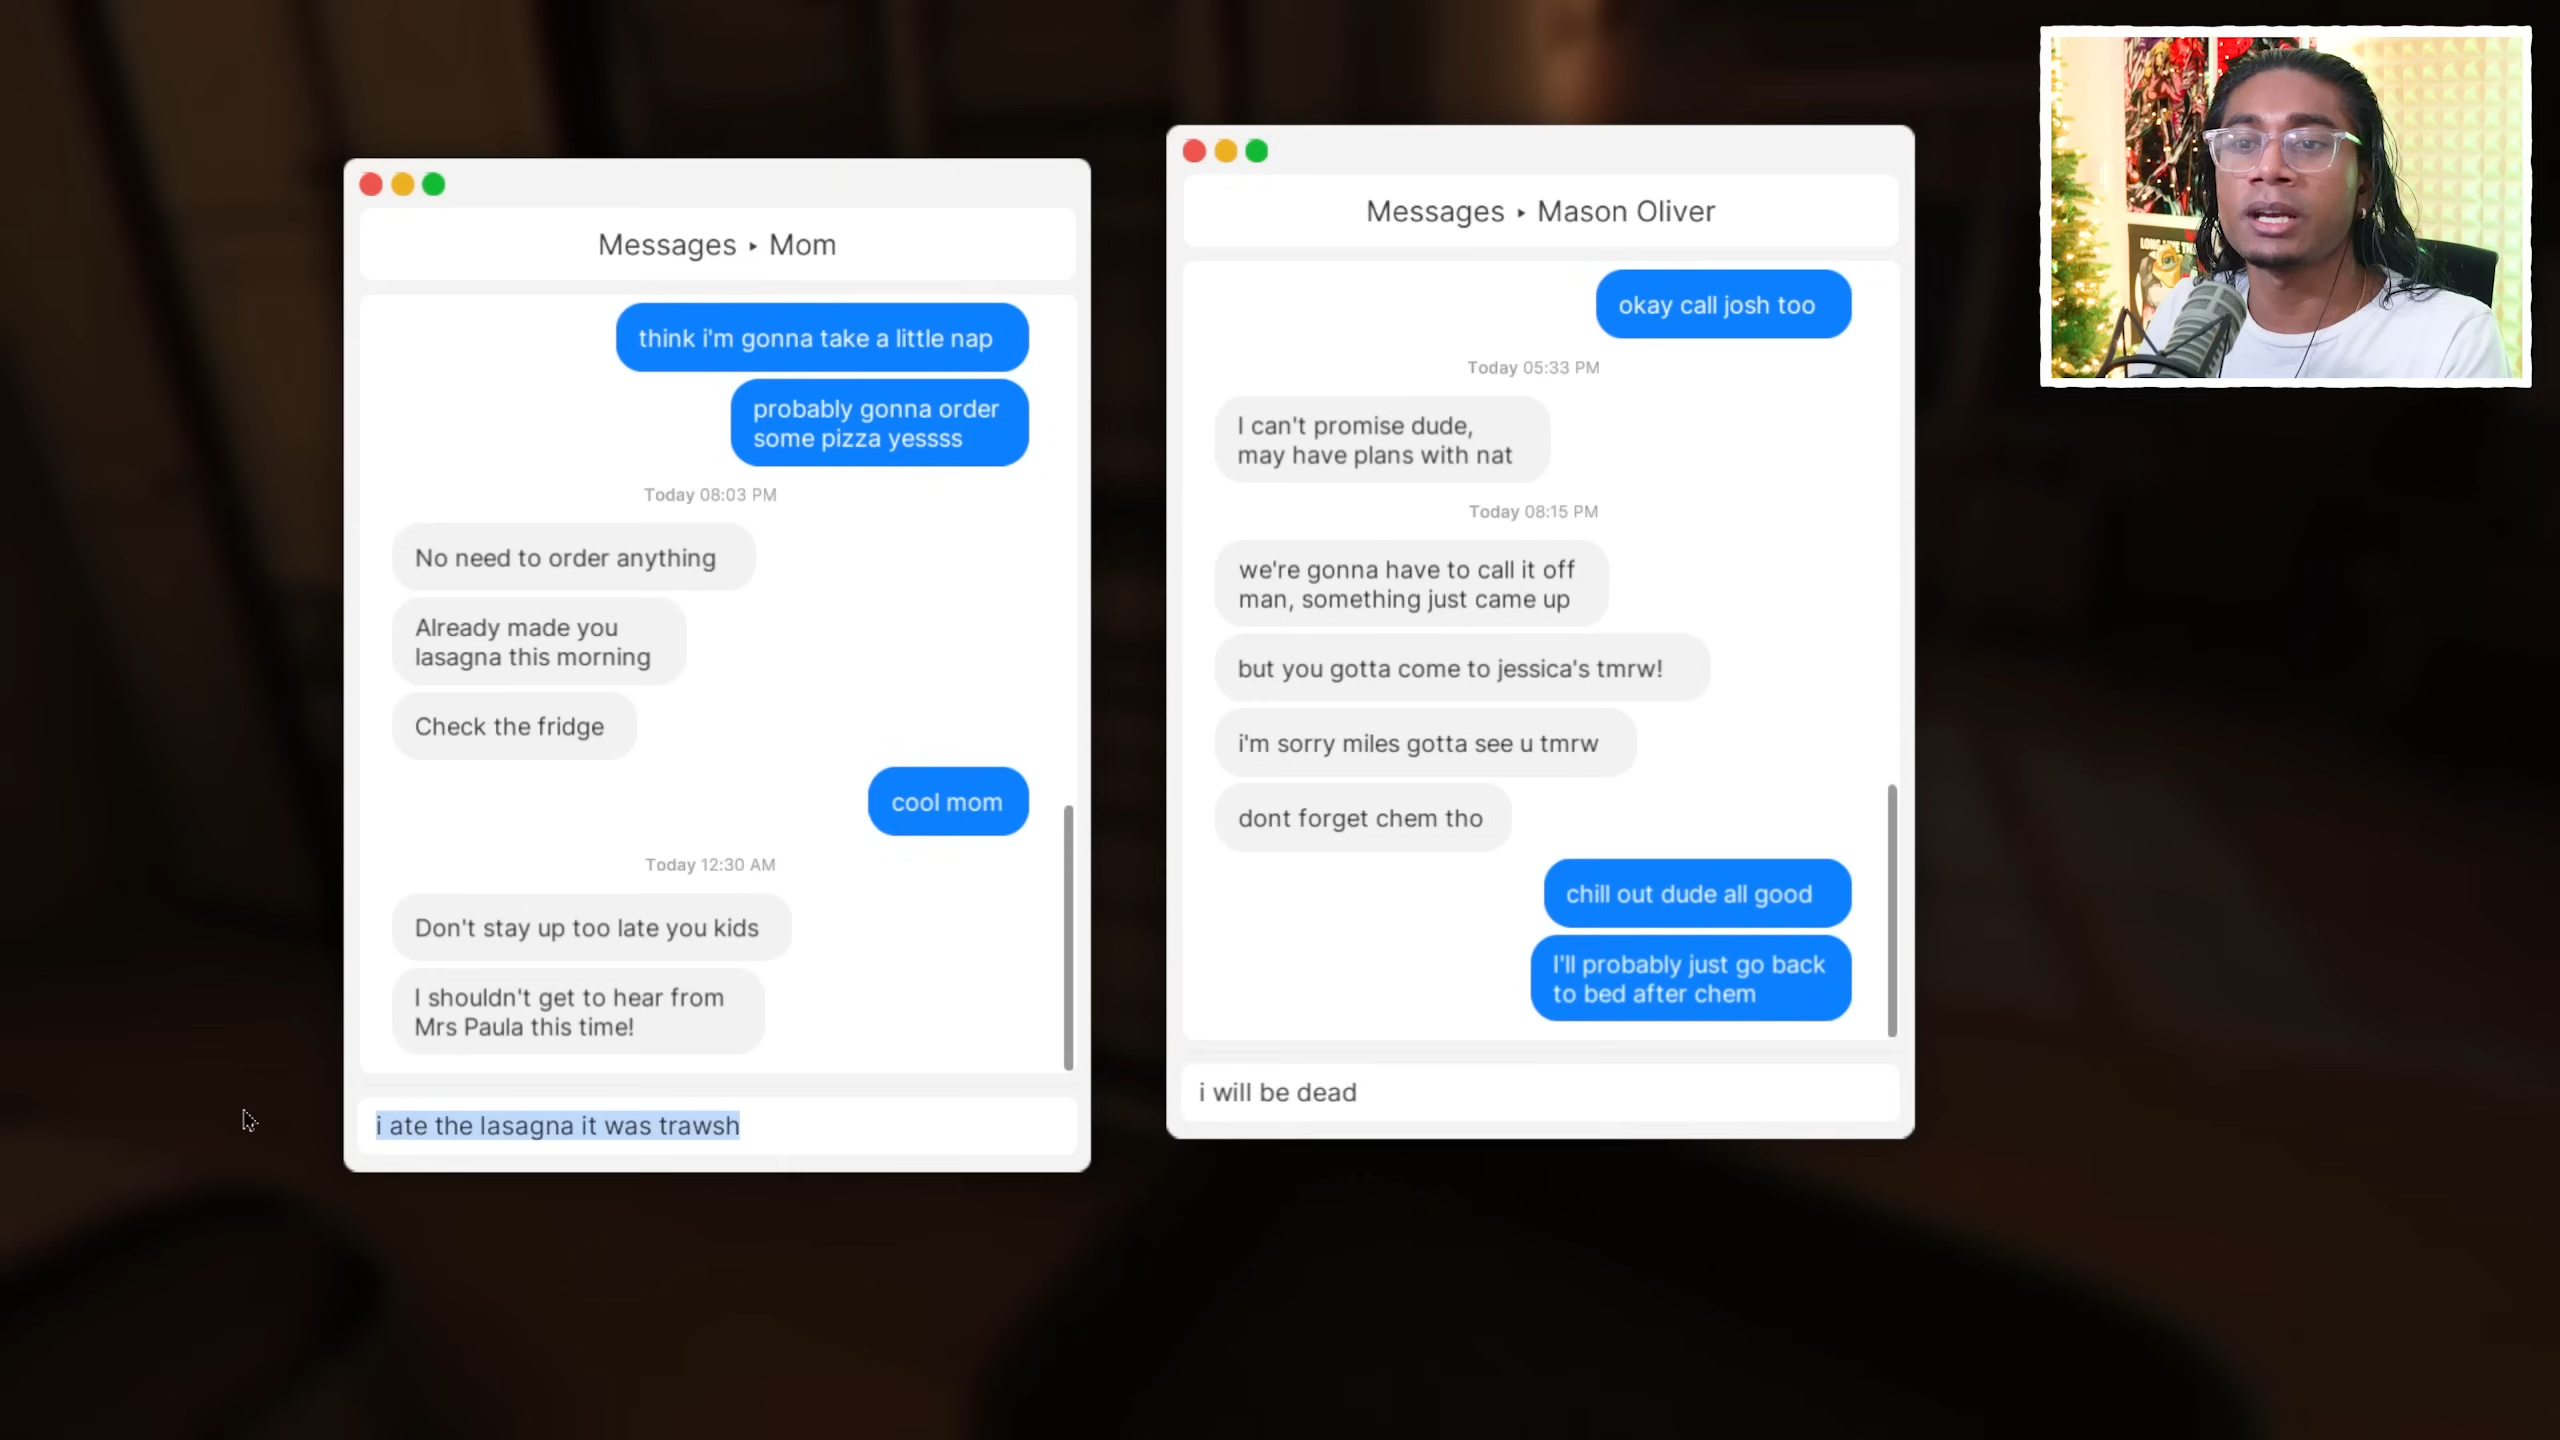 Messages ▸ Mom
think i'm gonna take a little nap
probably gonna order
some pizza yessss
Today 08:03 PM
No need to order anything
Already made you
lasagna this morning
Check the fridge
cool mom
Today 12:30 AM
Don't stay up too late you kids
I shouldn't get to hear from
Mrs Paula this time!
i ate the lasagna it was trawsh
Messages ▸ Mason Oliver
okay call josh too
Today 05:33 PM
I can't promise dude,
may have plans with nat
Today 08:15 PM
we're gonna have to call it off
man, something just came up
but you gotta come to jessica's tmrw!
i'm sorry miles gotta see u tmrw
dont forget chem tho
chill out dude all good
I'll probably just go back
to bed after chem
i will be dead